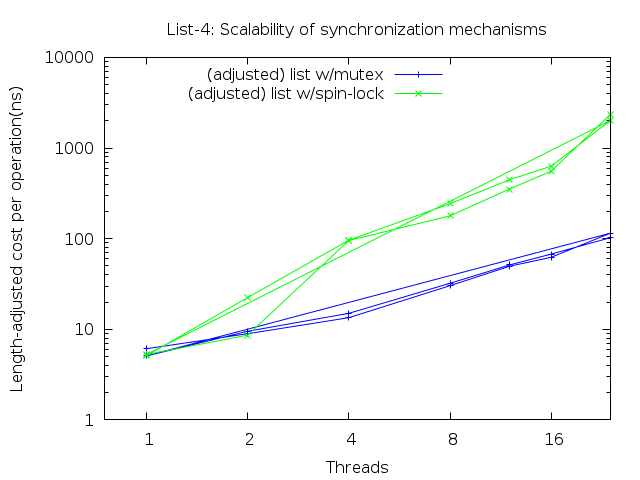 List-4: Scalability of synchronization mechanisms
(adjusted) list w/mutex
(adjusted) list w/spin-lock
Length-adjusted cost per operation(ns)
10000
1000
100
10
1
1 2 4 8 16
Threads